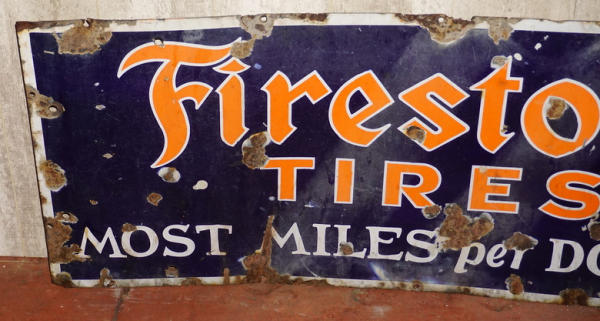 Firesto
TIRES
MOST MILES per DO